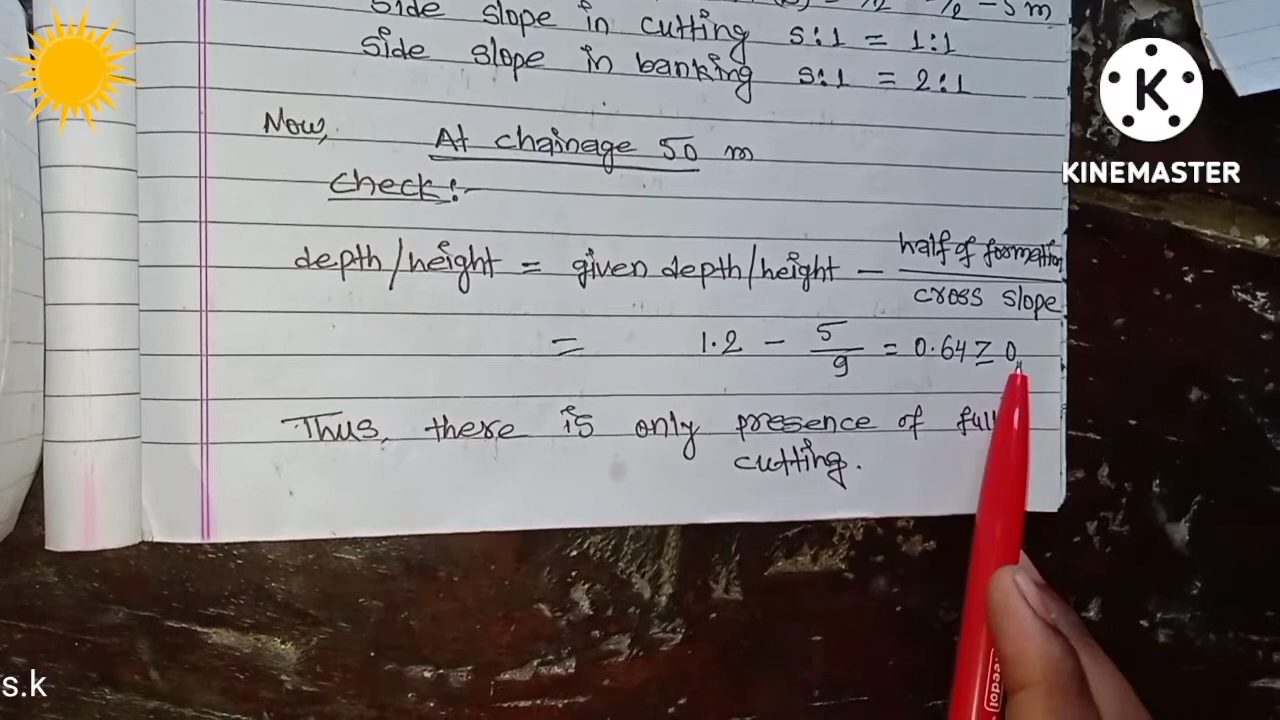 Side slope in cutting s:1 = 1:1
Side slope in banking s:1 = 2:1
Now, At chainage 50 m
Check:-
depth/height = given depth/height - half of formation / cross slope
= 1.2 - 5/9 = 0.64 ≥ 0
Thus, there is only presence of full
cutting.
K
KINEMASTER
s.k